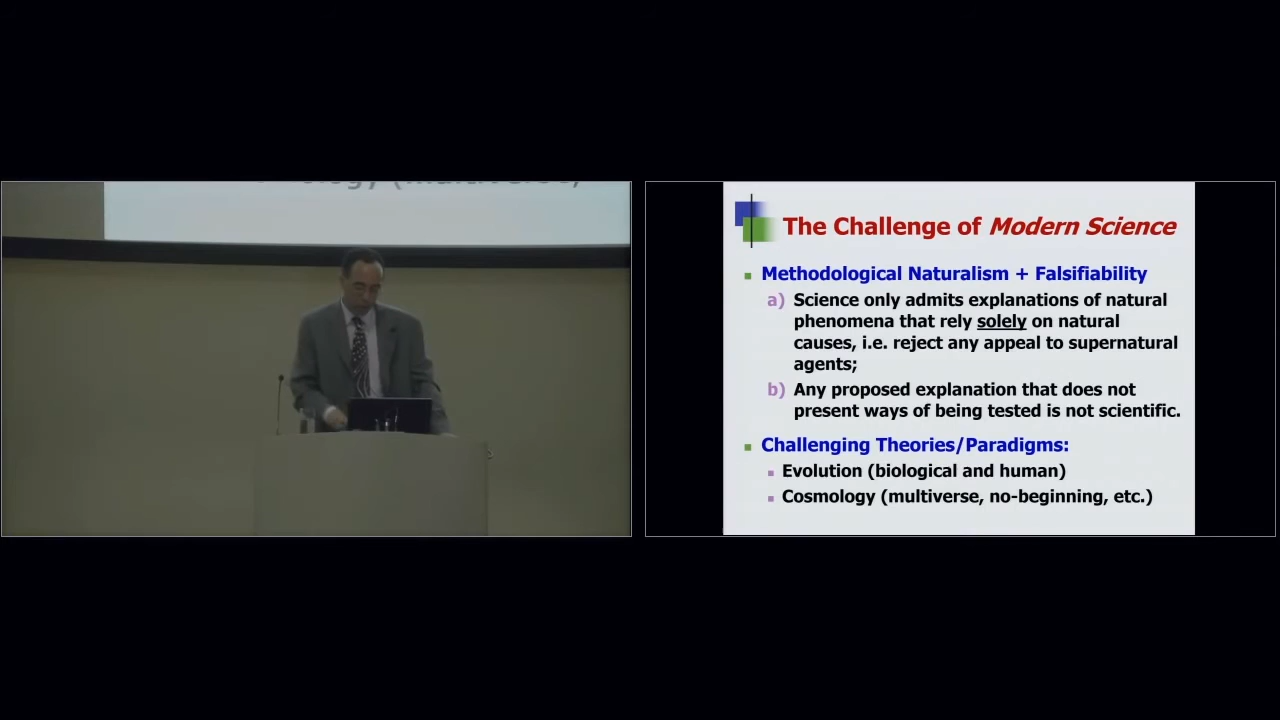 The Challenge of Modern Science
Methodological Naturalism + Falsifiability
a) Science only admits explanations of natural
phenomena that rely solely on natural
causes, i.e. reject any appeal to supernatural
agents;
b) Any proposed explanation that does not
present ways of being tested is not scientific.
Challenging Theories/Paradigms:
Evolution (biological and human)
Cosmology (multiverse, no-beginning, etc.)